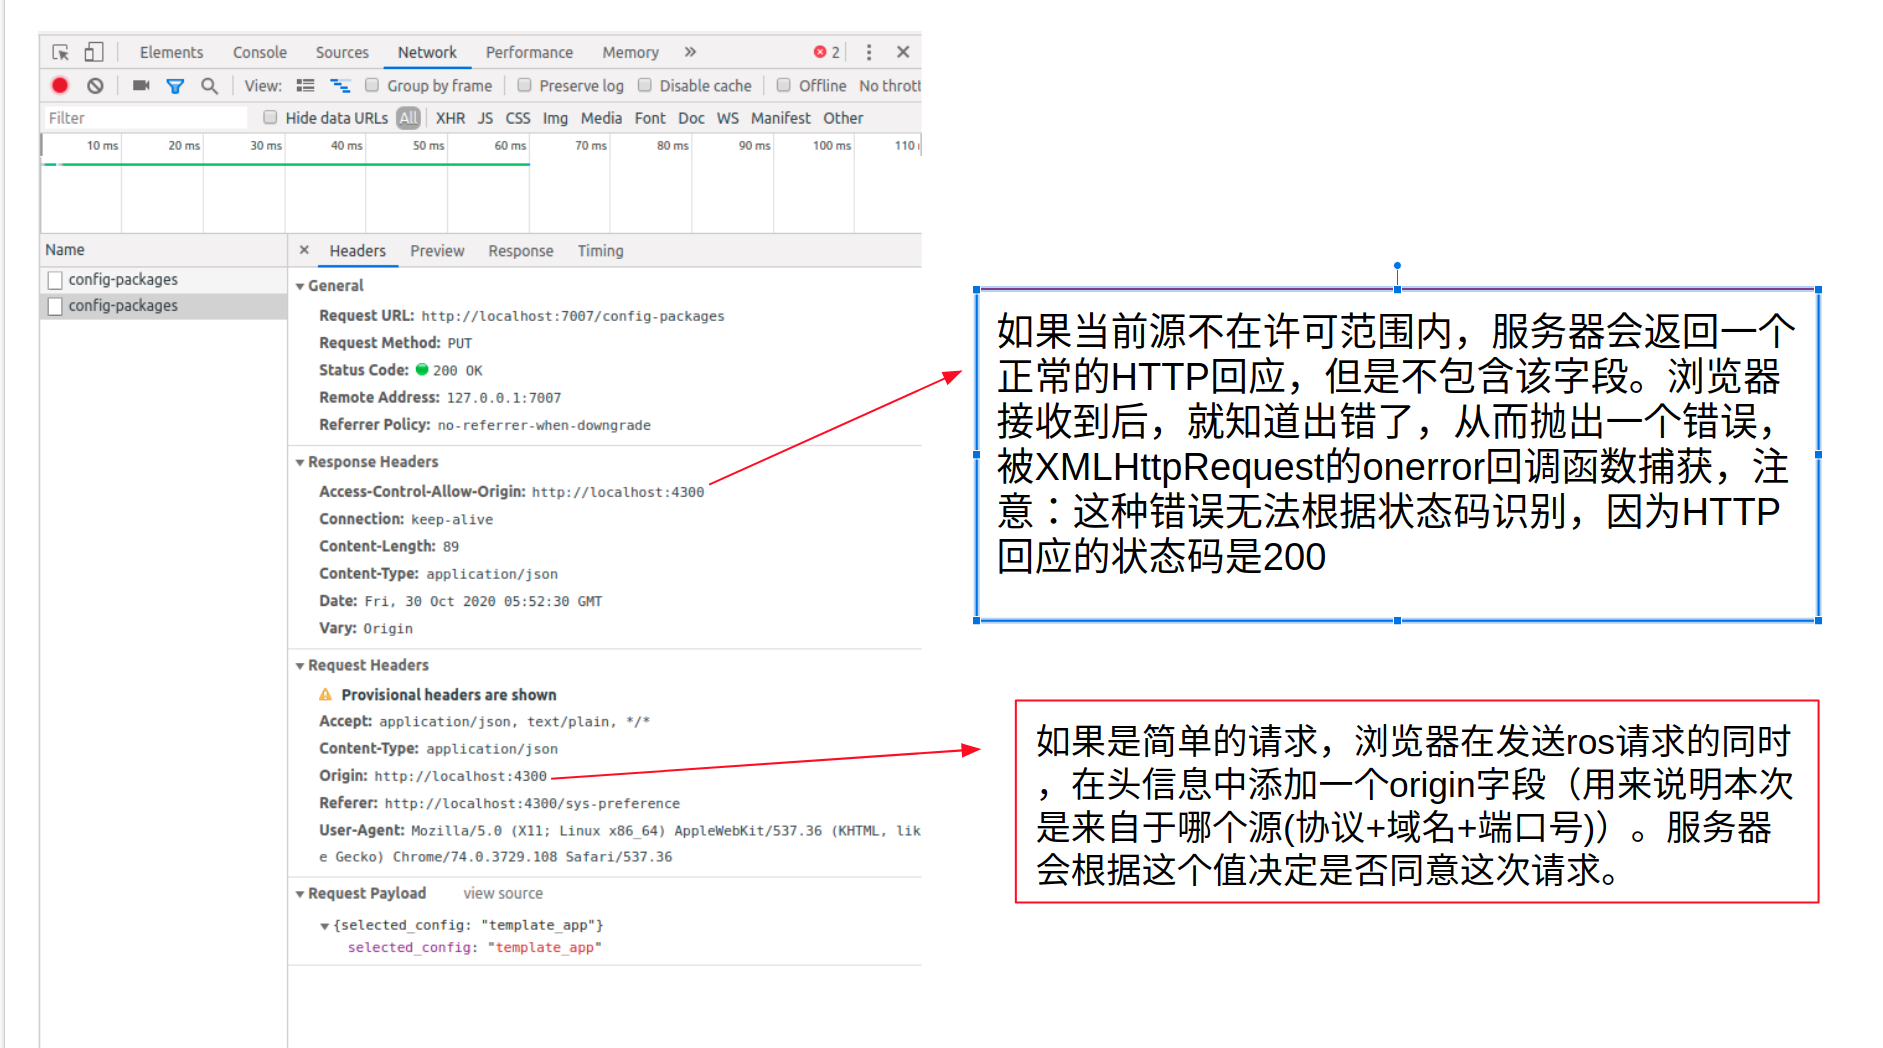 Elements Console Sources Network Performance Memory » 2
View: Group by frame Preserve log Disable cache Offline No thrott
Filter Hide data URLs All XHR JS CSS Img Media Font Doc WS Manifest Other
10 ms 20 ms 30 ms 40 ms 50 ms 60 ms 70 ms 80 ms 90 ms 100 ms 110
Name
config-packages
config-packages
× Headers Preview Response Timing
General
Request URL: http://localhost:7007/config-packages
Request Method: PUT
Status Code: 200 OK
Remote Address: 127.0.0.1:7007
Referrer Policy: no-referrer-when-downgrade
Response Headers
Access-Control-Allow-Origin: http://localhost:4300
Connection: keep-alive
Content-Length: 89
Content-Type: application/json
Date: Fri, 30 Oct 2020 05:52:30 GMT
Vary: Origin
Request Headers
Provisional headers are shown
Accept: application/json, text/plain, */*
Content-Type: application/json
Origin: http://localhost:4300
Referer: http://localhost:4300/sys-preference
User-Agent: Mozilla/5.0 (X11; Linux x86_64) AppleWebKit/537.36 (KHTML, lik
e Gecko) Chrome/74.0.3729.108 Safari/537.36
Request Payload view source
{selected_config: "template_app"}
selected_config: "template_app"
如果当前源不在许可范围内，服务器会返回一个
正常的HTTP回应，但是不包含该字段。浏览器
接收到后，就知道出错了，从而抛出一个错误，
被XMLHttpRequest的onerror回调函数捕获，注
意：这种错误无法根据状态码识别，因为HTTP
回应的状态码是200
如果是简单的请求，浏览器在发送ros请求的同时
，在头信息中添加一个origin字段（用来说明本次
是来自于哪个源(协议+域名+端口号)）。服务器
会根据这个值决定是否同意这次请求。